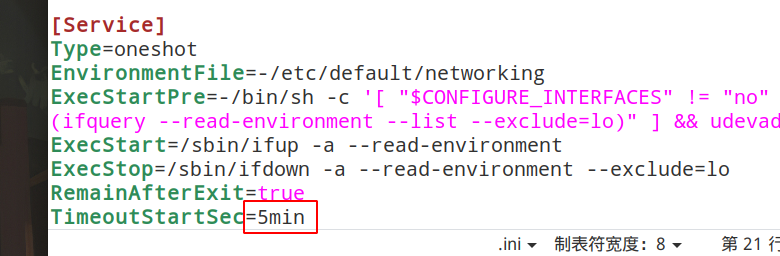 [Service]
Type=oneshot
EnvironmentFile=-/etc/default/networking
ExecStartPre=-/bin/sh -c '[ "$CONFIGURE_INTERFACES" != "no" 
(ifquery --read-environment --list --exclude=lo)" ] && udevad
ExecStart=/sbin/ifup -a --read-environment
ExecStop=/sbin/ifdown -a --read-environment --exclude=lo
RemainAfterExit=true
TimeoutStartSec=5min
.ini 制表符宽度：8 第 21 行